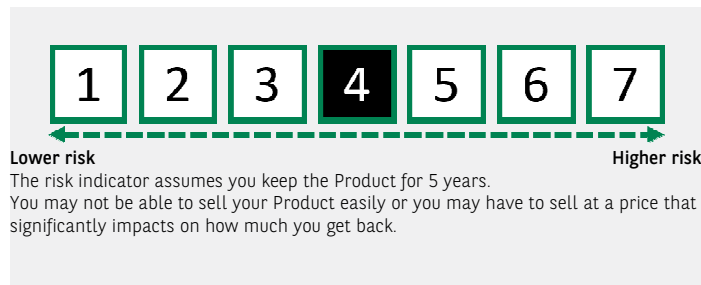 1 2 3 4 5 6 7
Lower risk Higher risk
The risk indicator assumes you keep the Product for 5 years.
You may not be able to sell your Product easily or you may have to sell at a price that
significantly impacts on how much you get back.